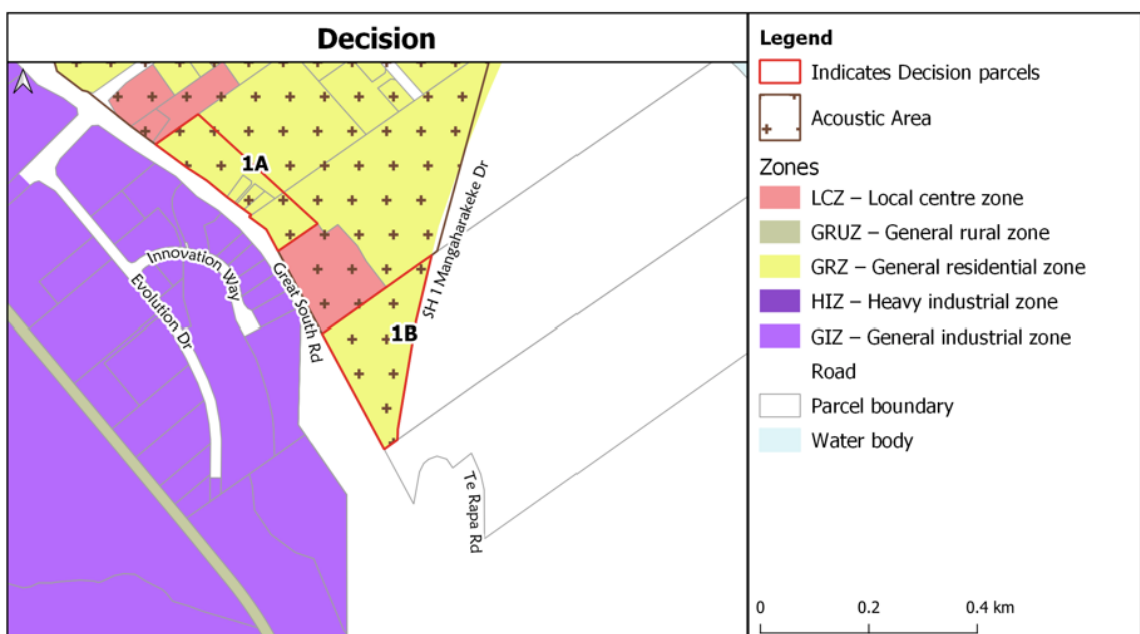 Decision
1A
1B
SH 1 Mangaharakeke Dr
Great South Rd
Innovation Way
Evolution Dr
Te Rapa Rd
Legend
Indicates Decision parcels
Acoustic Area
Zones
LCZ – Local centre zone
GRUZ – General rural zone
GRZ – General residential zone
HIZ – Heavy industrial zone
GIZ – General industrial zone
Road
Parcel boundary
Water body
0 0.2 0.4 km